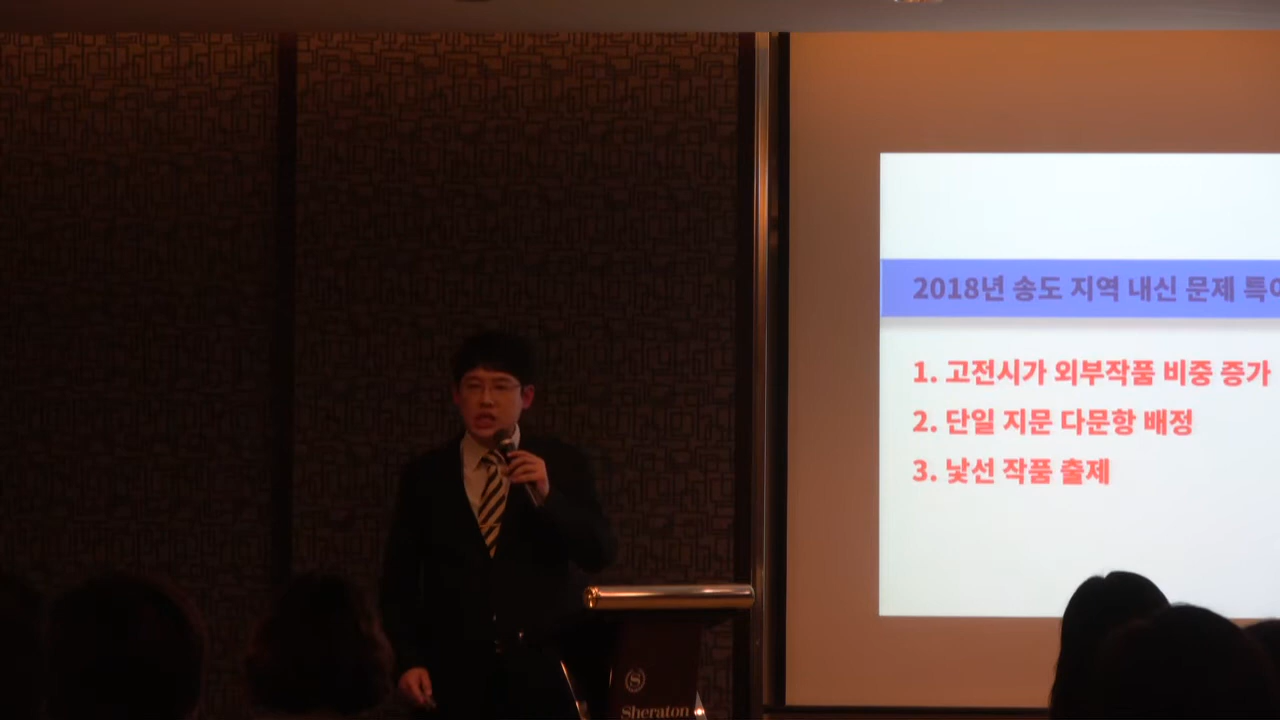 2018년 송도 지역 내신 문제
1. 고전시가 외부작품 비중 증가
2. 단일 지문 다문항 배정
3. 낯선 작품 출제
S
Sheraton